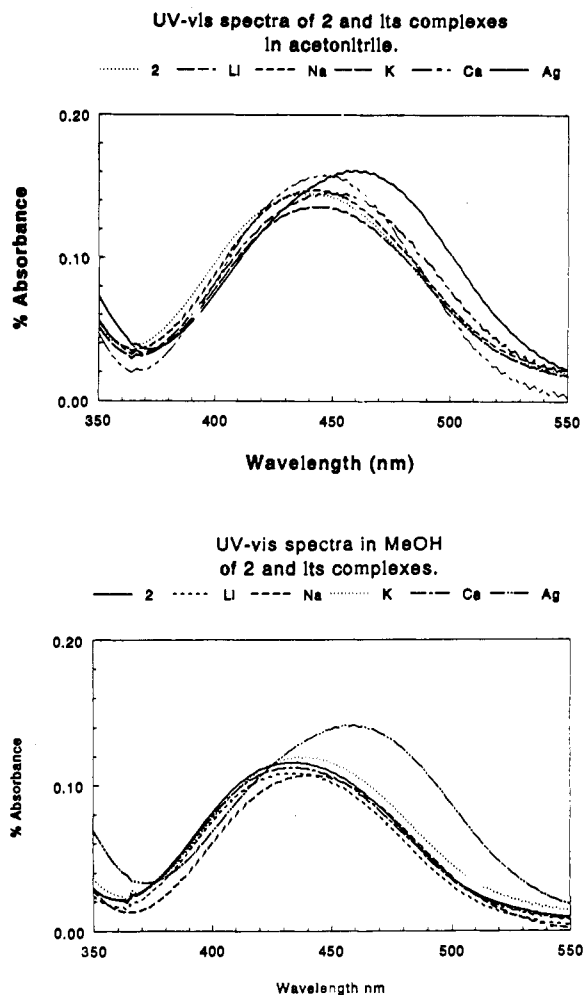 UV-vis spectra of 2 and its complexes
in acetonitrile.
2 Li Na K Ca Ag
0.20
0.10
0.00
% Absorbance
350 400 450 500 550
Wavelength (nm)
UV-vis spectra in MeOH
of 2 and its complexes.
2 Li Na K Ca Ag
0.20
0.10
0.00
% Absorbance
350 400 450 500 550
Wavelength nm